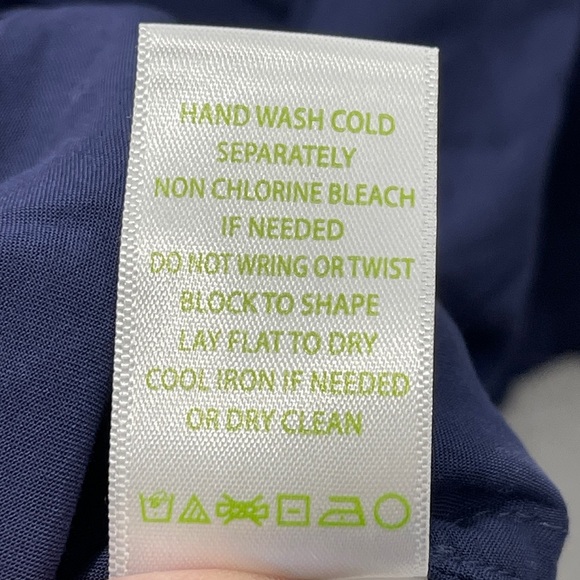 HAND WASH COLD
SEPARATELY
NON CHLORINE BLEACH
IF NEEDED
DO NOT WRING OR TWIST
BLOCK TO SHAPE
LAY FLAT TO DRY
COOL IRON IF NEEDED
OR DRY CLEAN